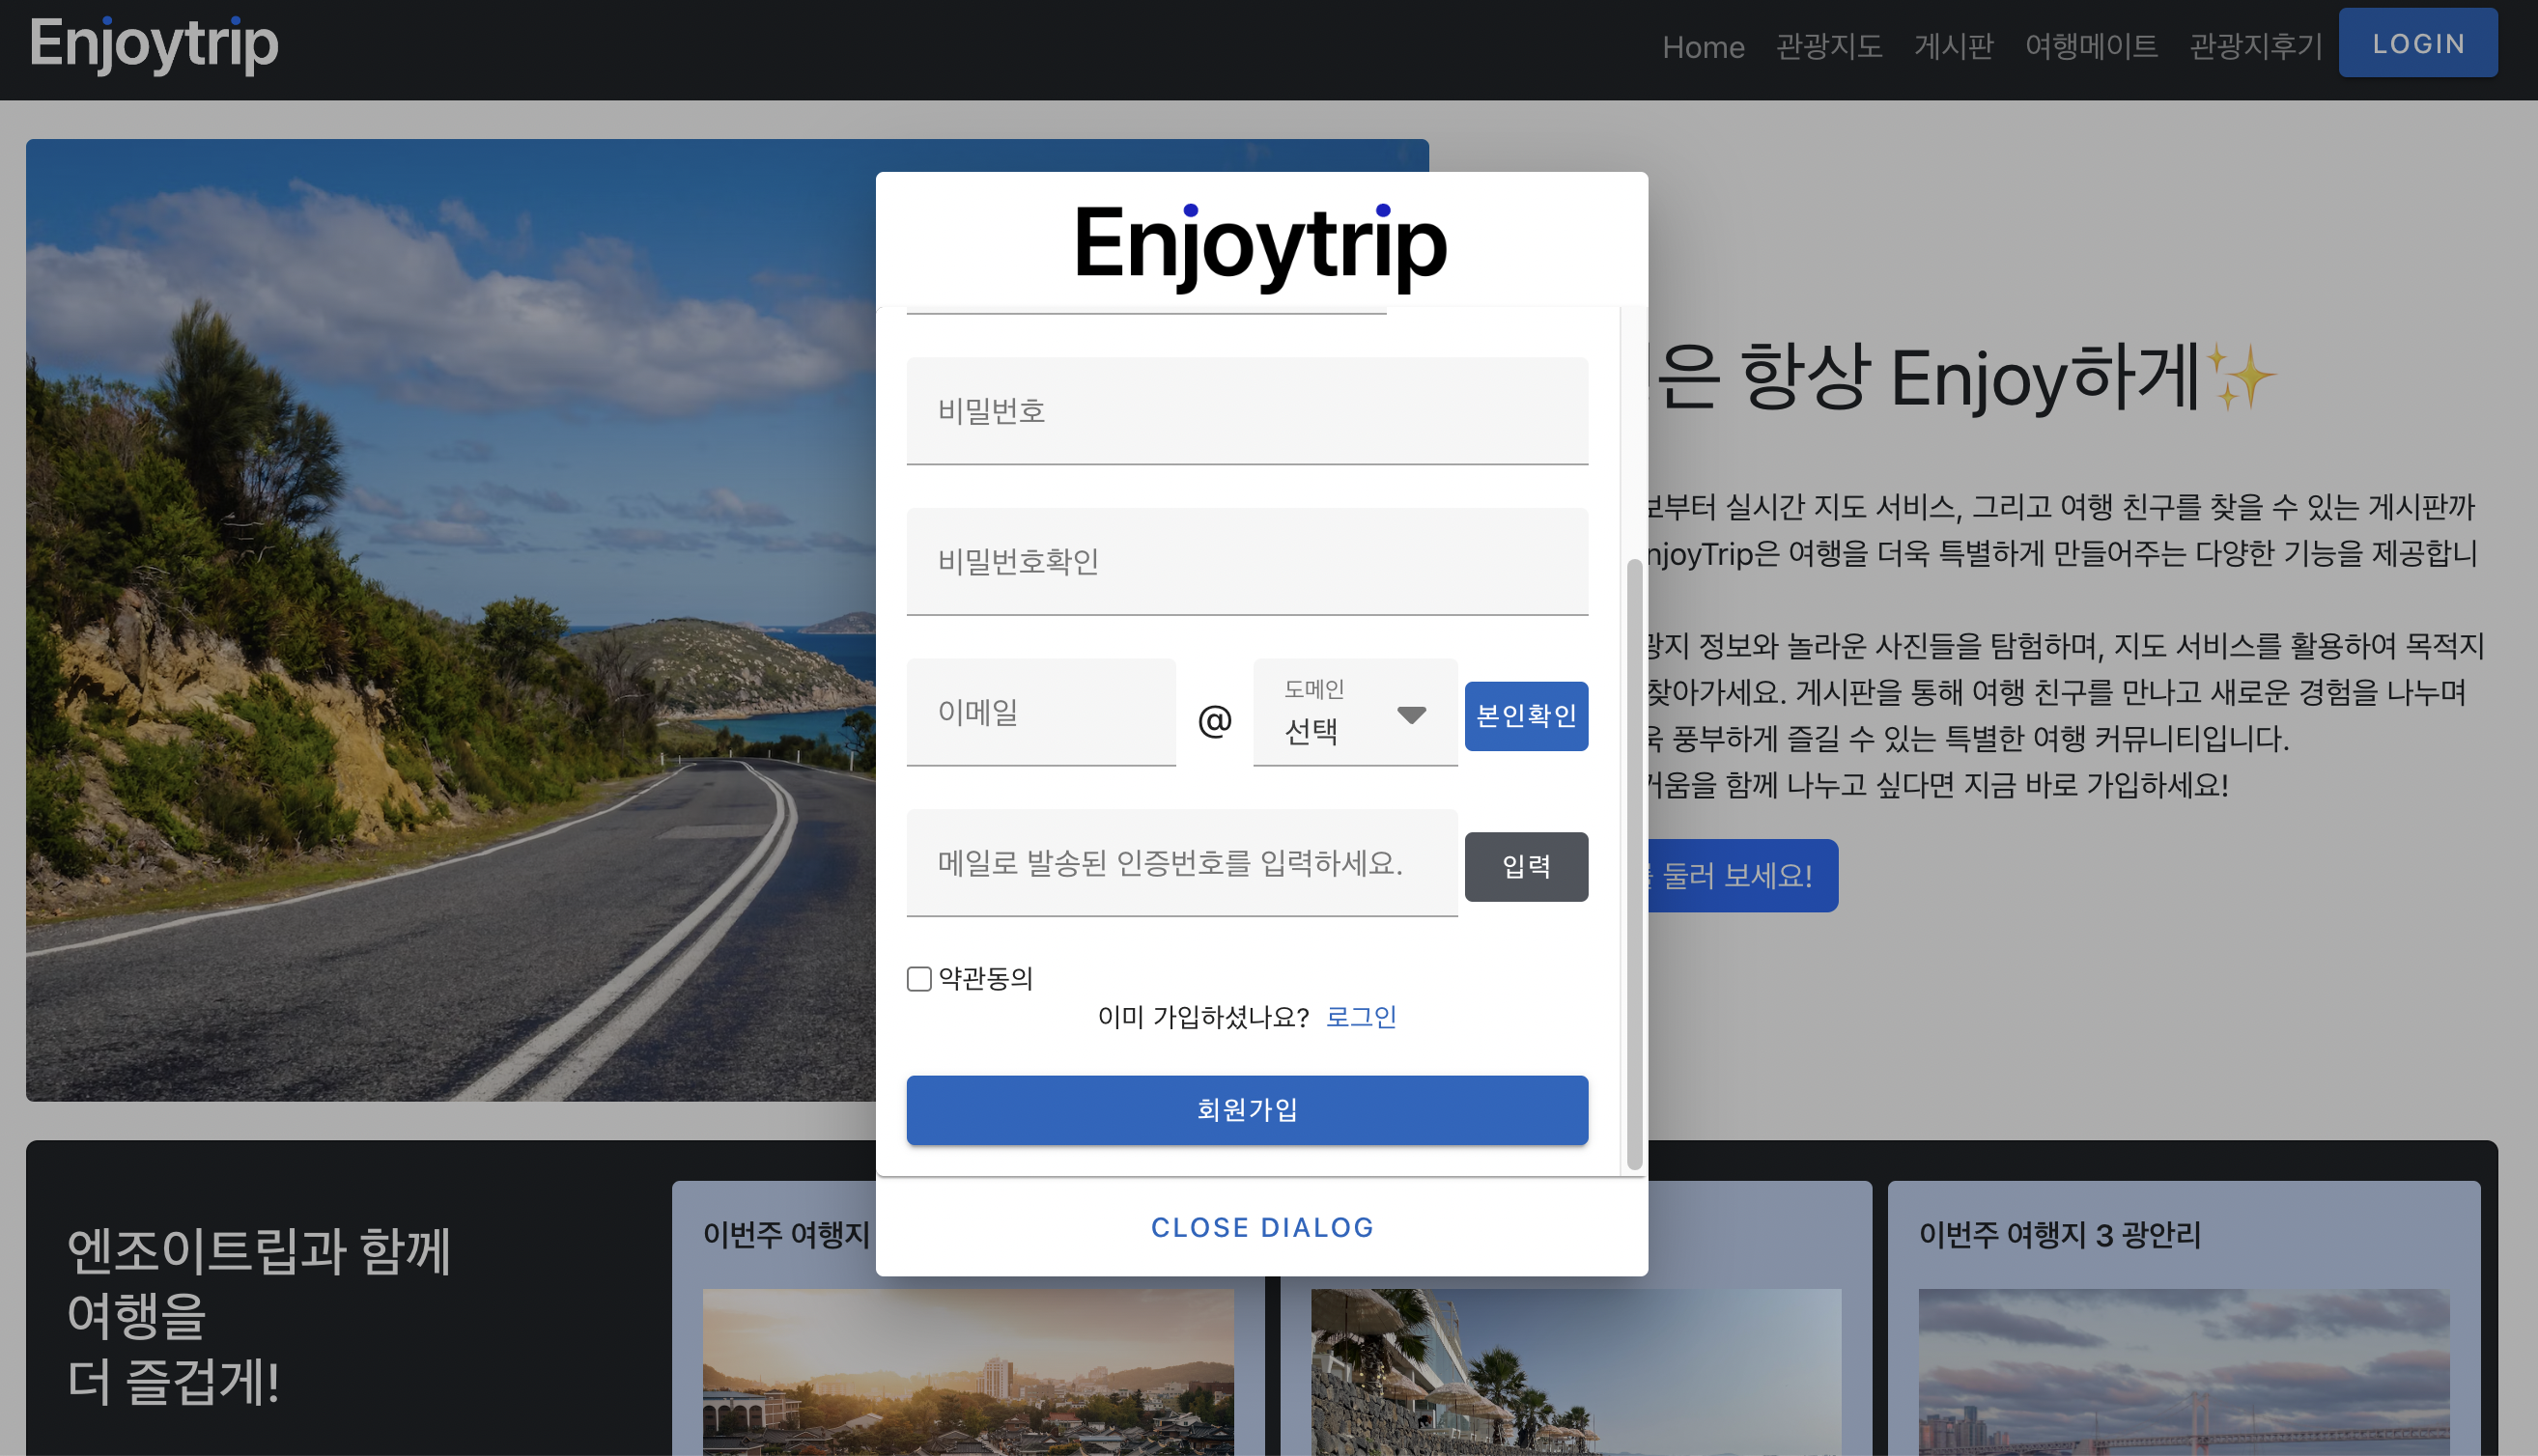 Enjoytrip
Home 관광지도 게시판 여행메이트 관광지후기 LOGIN
Enjoytrip
비밀번호
비밀번호확인
이메일 @ 도메인 선택 본인확인
메일로 발송된 인증번호를 입력하세요. 입력
약관동의
이미 가입하셨나요? 로그인
회원가입
CLOSE DIALOG
은 항상 Enjoy하게✨
부터 실시간 지도 서비스, 그리고 여행 친구를 찾을 수 있는 게시판까
njoyTrip은 여행을 더욱 특별하게 만들어주는 다양한 기능을 제공합니
지 정보와 놀라운 사진들을 탐험하며, 지도 서비스를 활용하여 목적지
찾아가세요. 게시판을 통해 여행 친구를 만나고 새로운 경험을 나누며
풍부하게 즐길 수 있는 특별한 여행 커뮤니티입니다.
움을 함께 나누고 싶다면 지금 바로 가입하세요!
둘러 보세요!
엔조이트립과 함께
여행을
더 즐겁게!
이번주 여행지
이번주 여행지 3 광안리